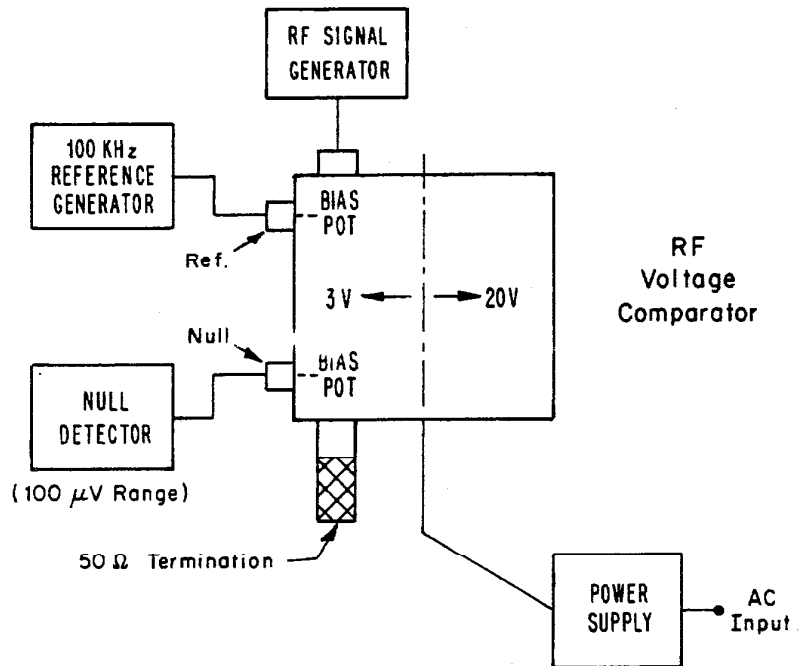 RF SIGNAL
GENERATOR
100 KHz
REFERENCE
GENERATOR
BIAS
POT
Ref.
RF
Voltage
Comparator
3V
20V
Null
BIAS
POT
NULL
DETECTOR
(100 μV Range)
50 Ω Termination
POWER
SUPPLY
AC
Input